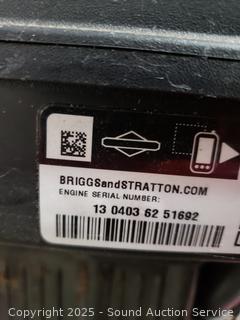 BRIGGSandSTRATTON.COM
ENGINE SERIAL NUMBER:
13 0403 62 51692
Copyright 2025 - Sound Auction Service